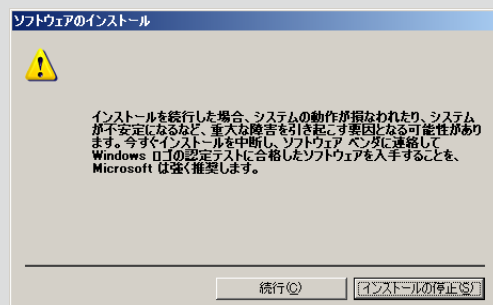 ソフトウェアのインストール
インストールを続行した場合、システムの動作が損なわれたり、システム
が不安定になるなど、重大な障害を引き起こす要因となる可能性があり
ます。今すぐインストールを中断し、ソフトウェア ベンダに連絡して
Windows ロゴの認定テストに合格したソフトウェアを入手することを、
Microsoft は強く推奨します。
続行(C)
インストールの停止(S)